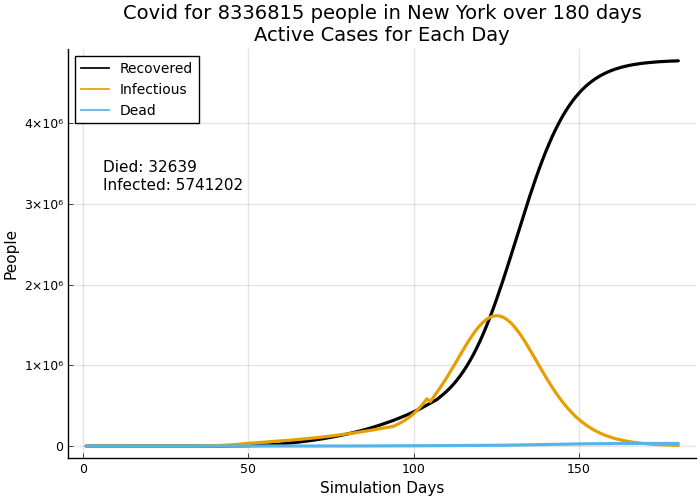 Covid for 8336815 people in New York over 180 days
Active Cases for Each Day
Recovered
Infectious
Dead
Died: 32639
Infected: 5741202
4×10⁶
3×10⁶
2×10⁶
1×10⁶
0
People
0 50 100 150
Simulation Days